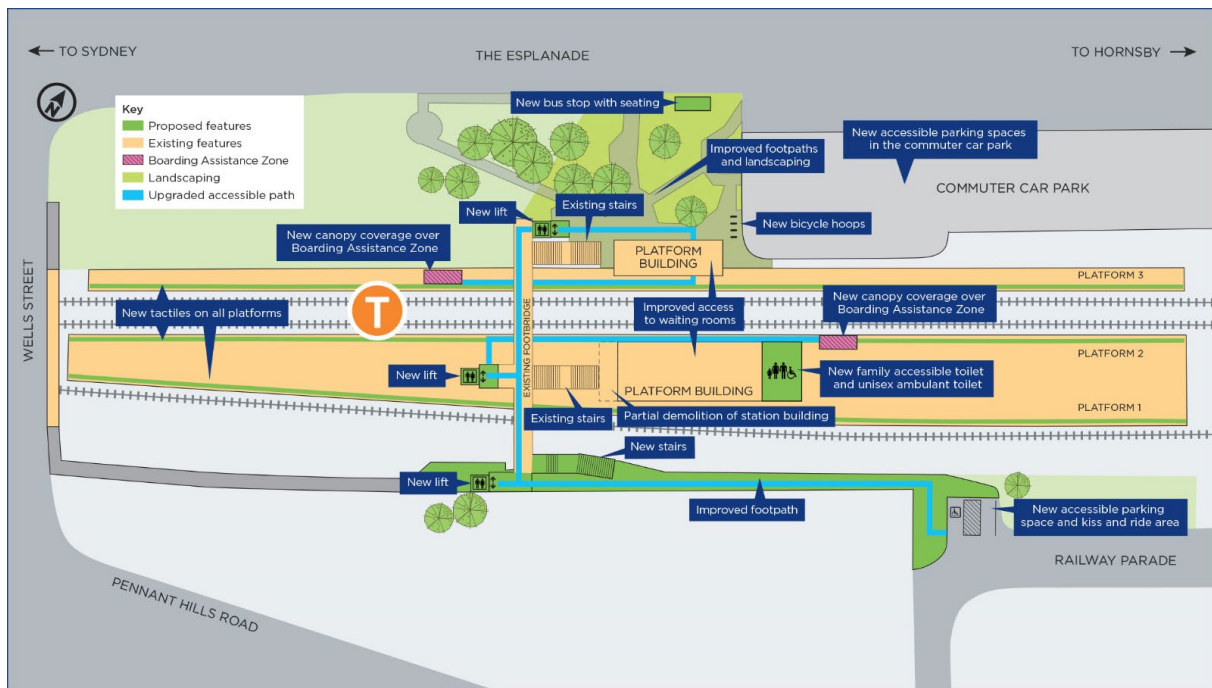 TO SYDNEY
THE ESPLANADE
TO HORNSBY
N
Key
Proposed features
Existing features
Boarding Assistance Zone
Landscaping
Upgraded accessible path
New bus stop with seating
Improved footpaths
and landscaping
New accessible parking spaces
in the commuter car park
COMMUTER CAR PARK
New lift
Existing stairs
New bicycle hoops
New canopy coverage over
Boarding Assistance Zone
PLATFORM
BUILDING
PLATFORM 3
WELLS STREET
New tactiles on all platforms
T
EXISTING FOOTBRIDGE
Improved access
to waiting rooms
New canopy coverage over
Boarding Assistance Zone
PLATFORM 2
New lift
PLATFORM BUILDING
New family accessible toilet
and unisex ambulant toilet
PLATFORM 1
Existing stairs
Partial demolition of station building
New stairs
New lift
Improved footpath
New accessible parking
space and kiss and ride area
RAILWAY PARADE
PENNANT HILLS ROAD